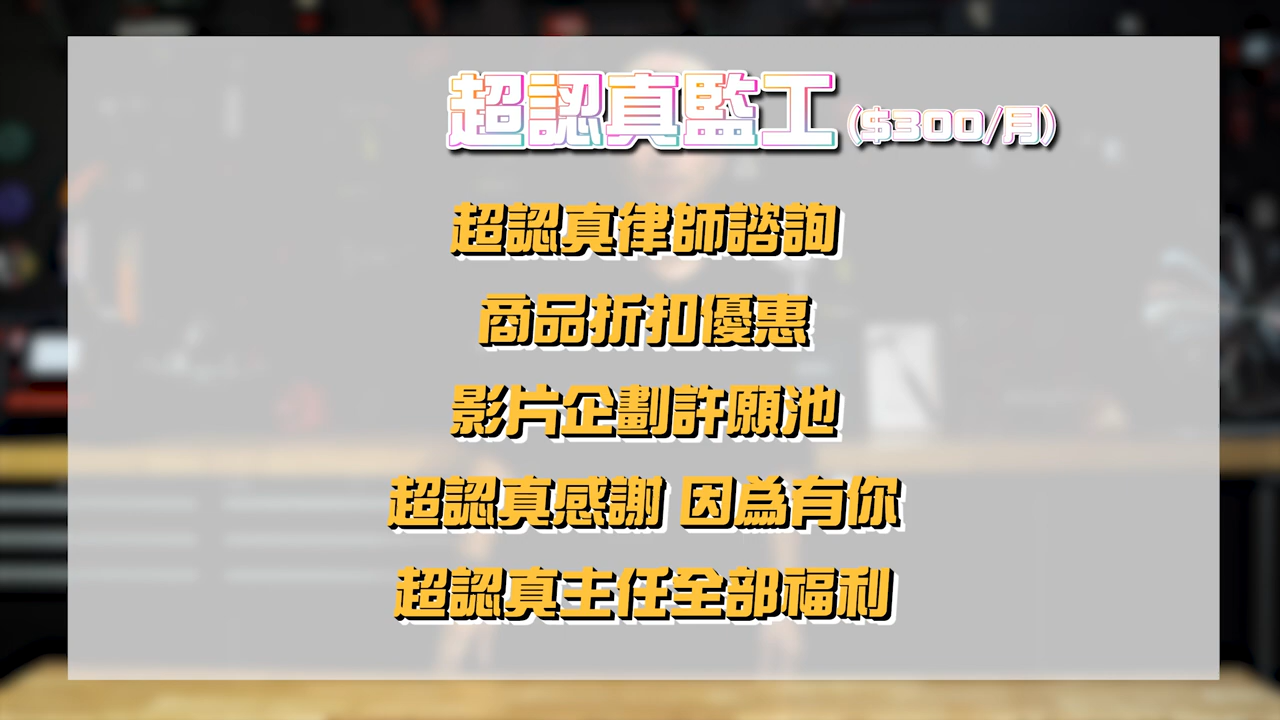 超認真監工($300/月)
超認真律師諮詢
商品折扣優惠
影片企劃許願池
超認真感謝 因為有你
超認真主任全部福利